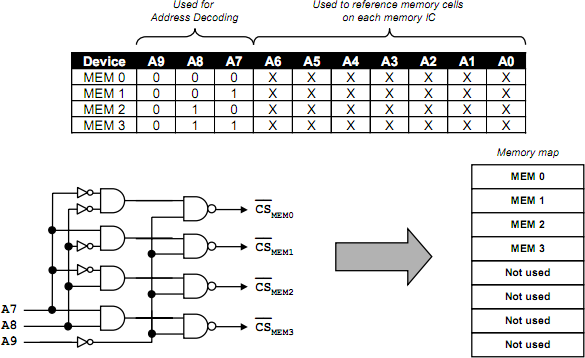 Used for
Address Decoding
Used to reference memory cells
on each memory IC
Device A9 A8 A7 A6 A5 A4 A3 A2 A1 A0
MEM 0 0 0 0 X X X X X X X
MEM 1 0 0 1 X X X X X X X
MEM 2 0 1 0 X X X X X X X
MEM 3 0 1 1 X X X X X X X
Memory map
MEM 0
MEM 1
MEM 2
MEM 3
Not used
Not used
Not used
Not used
CS MEM0
CS MEM1
CS MEM2
CS MEM3
A7
A8
A9